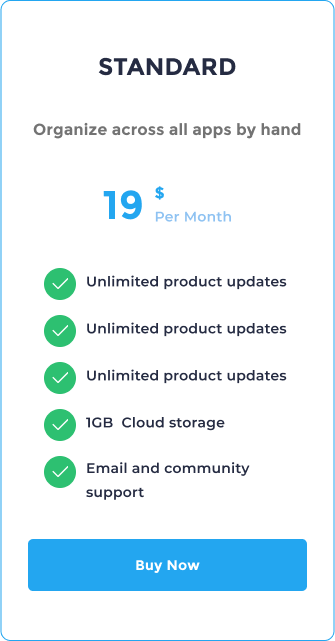 STANDARD
Organize across all apps by hand
19 $
Per Month
Unlimited product updates
Unlimited product updates
Unlimited product updates
1GB  Cloud storage
Email and community
support
Buy Now